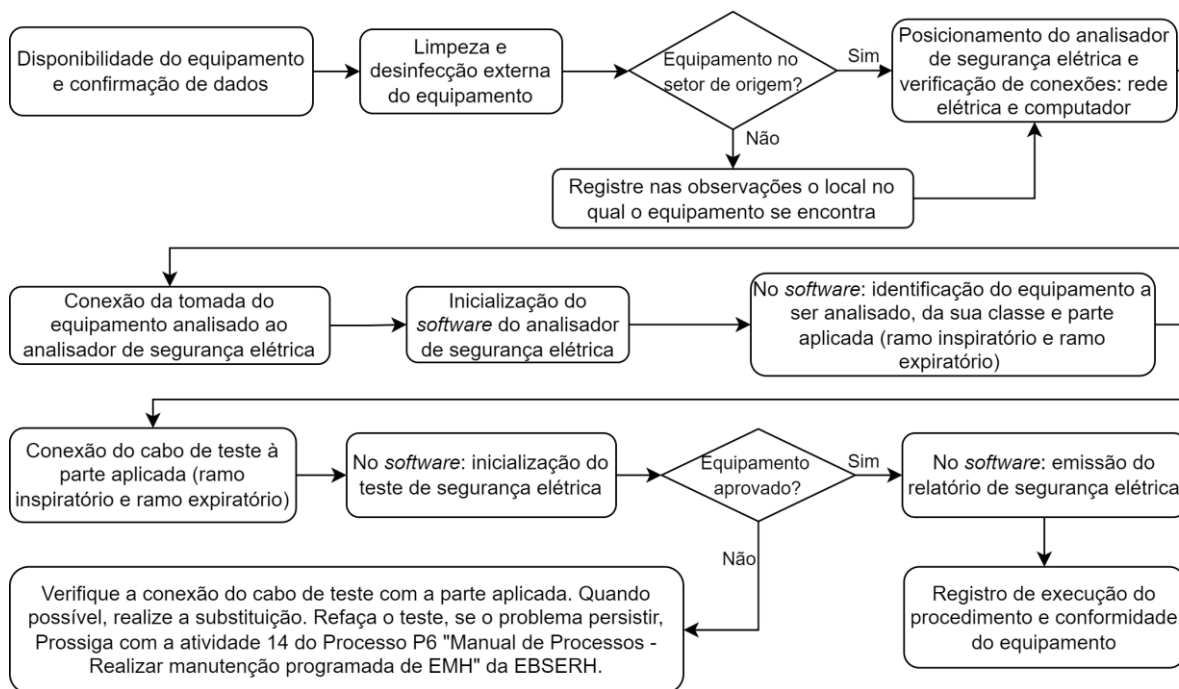 Disponibilidade do equipamento
e confirmação de dados
Limpeza e
desinfecção externa
do equipamento
Equipamento no
setor de origem?
Sim
Posicionamento do analisador
de segurança elétrica e
verificação de conexões: rede
elétrica e computador
Não
Registre nas observações o local no
qual o equipamento se encontra
Conexão da tomada do
equipamento analisado ao
analisador de segurança elétrica
Inicialização do
software do analisador
de segurança elétrica
No software: identificação do equipamento a
ser analisado, da sua classe e parte
aplicada (ramo inspiratório e ramo
expiratório)
Conexão do cabo de teste à
parte aplicada (ramo
inspiratório e ramo expiratório)
No software: inicialização do
teste de segurança elétrica
Equipamento
aprovado?
Sim
No software: emissão do
relatório de segurança elétrica
Não
Verifique a conexão do cabo de teste com a parte aplicada. Quando
possível, realize a substituição. Refaça o teste, se o problema persistir,
Prossiga com a atividade 14 do Processo P6 "Manual de Processos -
Realizar manutenção programada de EMH" da EBSERH.
Registro de execução do
procedimento e conformidade
do equipamento